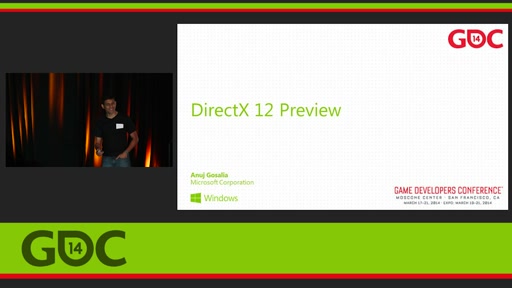 GDC
14
DirectX 12 Preview
Anuj Gosalia
Microsoft Corporation
Windows
GAME DEVELOPERS CONFERENCE
MOSCONE CENTER · SAN FRANCISCO, CA
MARCH 17-21, 2014 · EXPO: MARCH 19-21, 2014
GDC
14